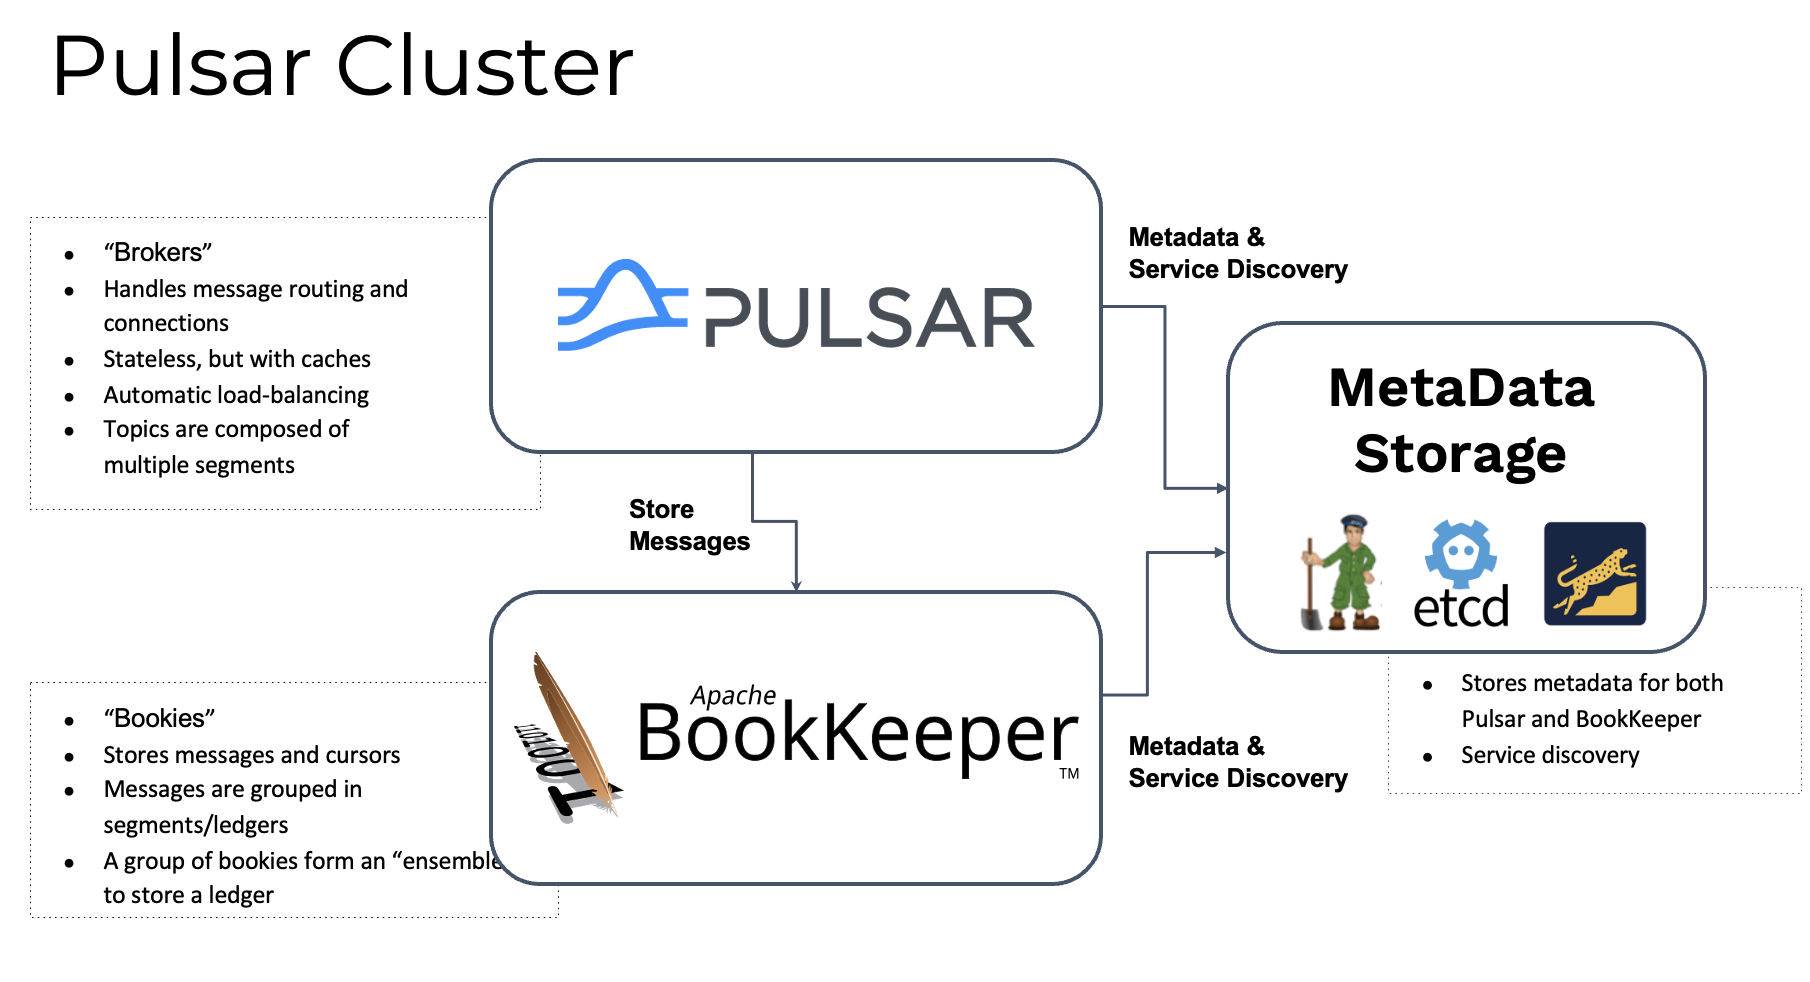 Pulsar Cluster
● “Brokers”
● Handles message routing and
connections
● Stateless, but with caches
● Automatic load-balancing
● Topics are composed of
multiple segments
PULSAR
Metadata &
Service Discovery
MetaData
Storage
etcd
● Stores metadata for both
Pulsar and BookKeeper
● Service discovery
Store
Messages
● “Bookies”
● Stores messages and cursors
● Messages are grouped in
segments/ledgers
● A group of bookies form an “ensemble
to store a ledger
Apache
BookKeeper
TM
Metadata &
Service Discovery